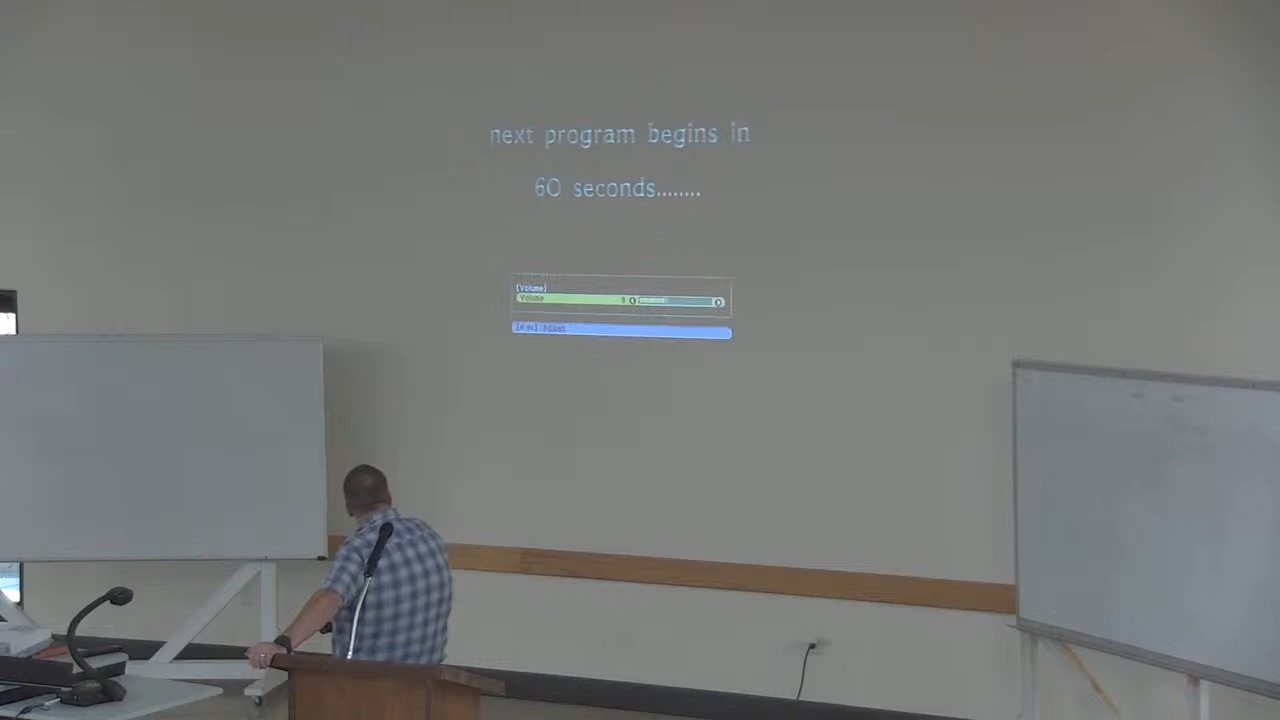 next program begins in
60 seconds........
[Volume]
Volume